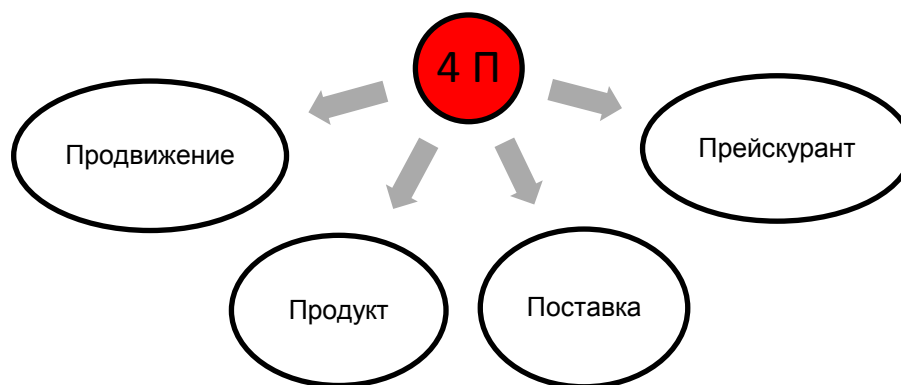 4 П
Продвижение
Прейскурант
Продукт
Поставка